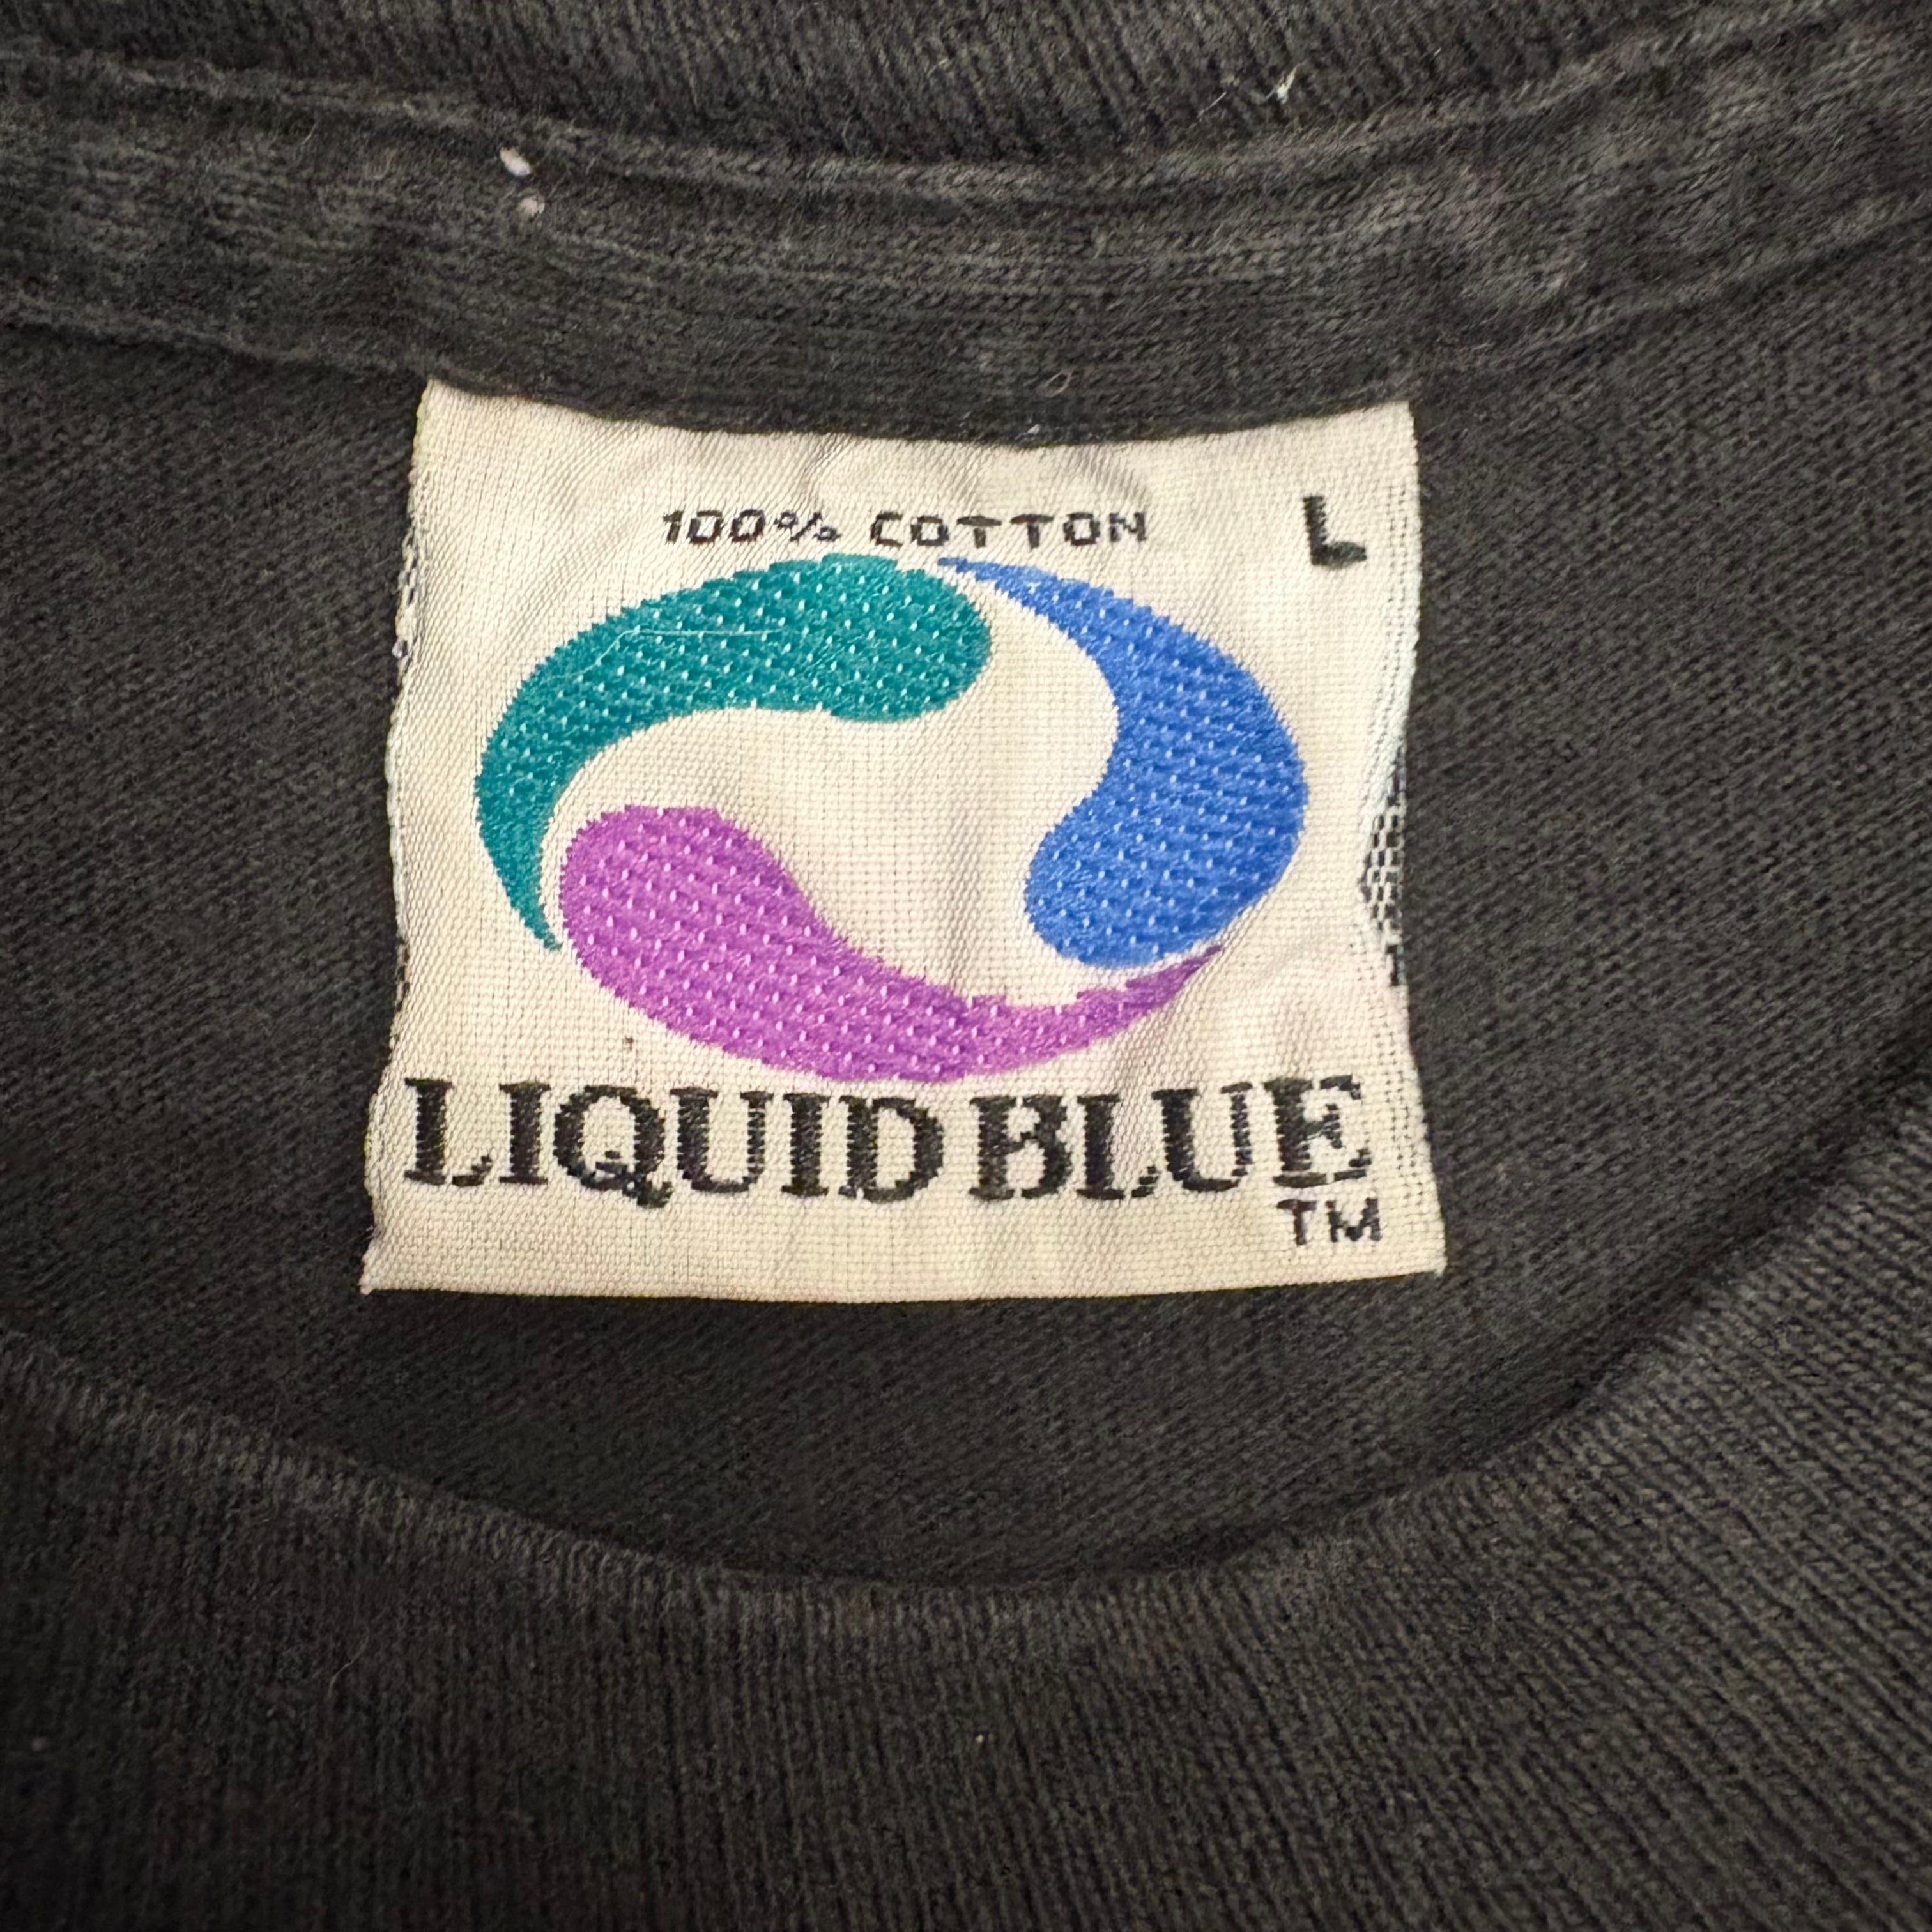 100% COTTON
L
LIQUID BLUE
TM